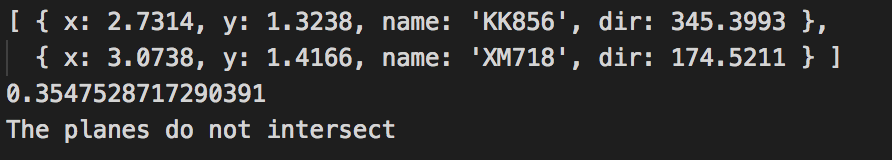 [ { x: 2.7314, y: 1.3238, name: 'KK856', dir: 345.3993 },
  { x: 3.0738, y: 1.4166, name: 'XM718', dir: 174.5211 } ]
0.3547528717290391
The planes do not intersect